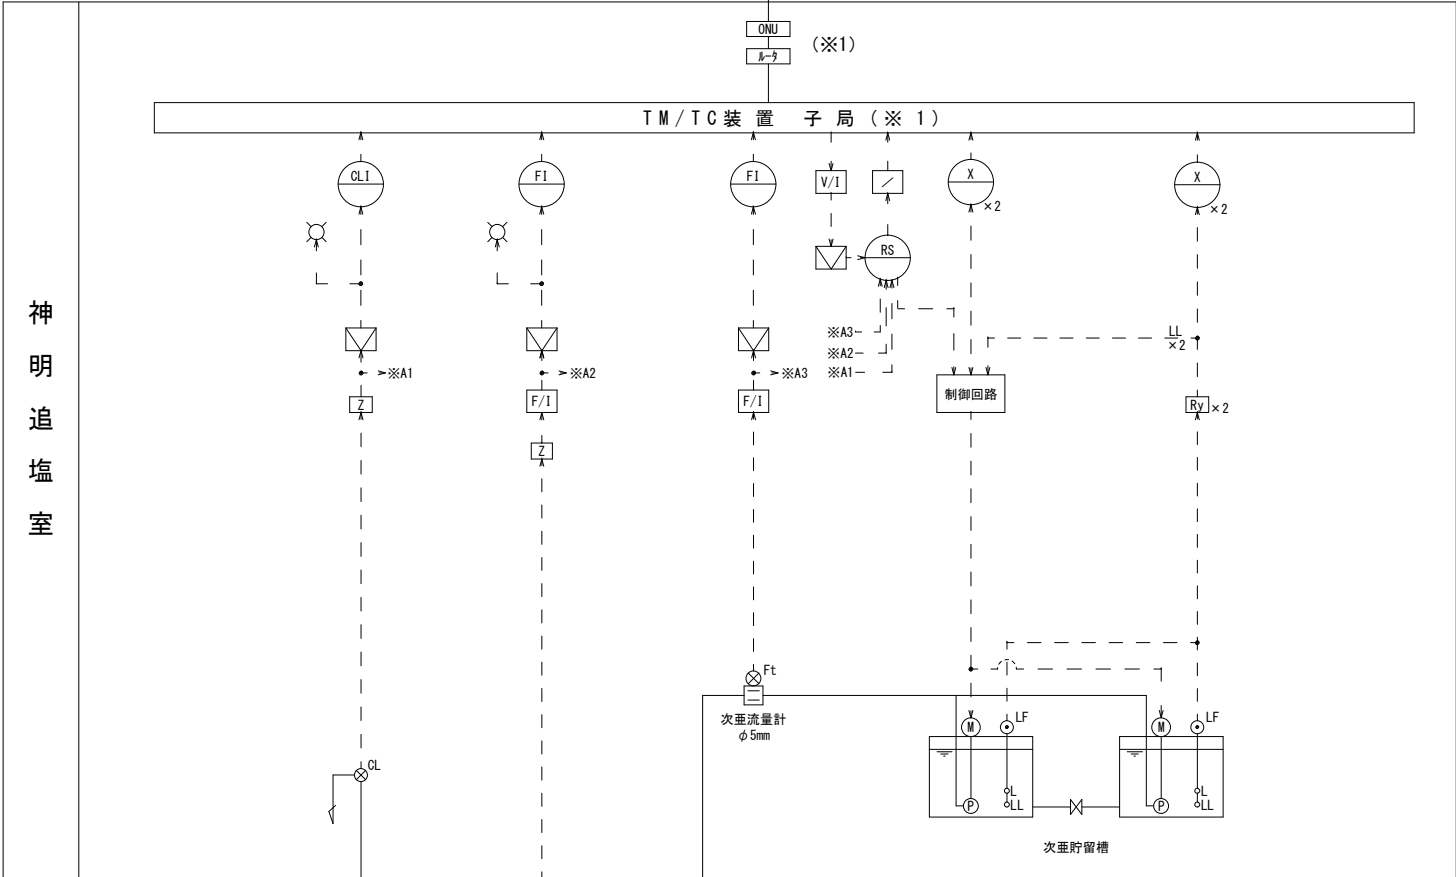 ONU
ルータ
(※1)
TM/TC装置 子局(※1)
神明追塩室
CLI
FI
FI
V/I
／
X
×2
X
×2
RS
※A3
※A2
※A1
LL
×2
※A1
※A2
※A3
Z
F/I
F/I
制御回路
Ry
×2
Z
Ft
次亜流量計
φ5mm
M
LF
M
LF
CL
L
LL
L
LL
P
P
次亜貯留槽